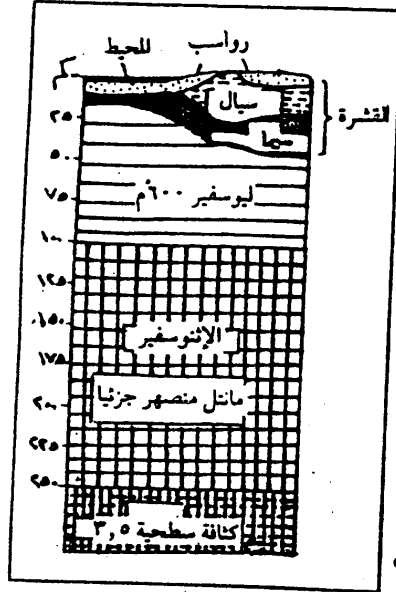 رواسب
للمحيط
كم
سيال
القشرة
٢٥
سيما
٥٠
ليوسفير ٦٠٠م
٧٥
١٠٠
١٢٥
١٥٠
الإثنوسفير
١٧٥
مانتل منصهر جزئيا
٢٠٠
٢٢٥
٢٥٠
كثافة سطحية ٣,٥